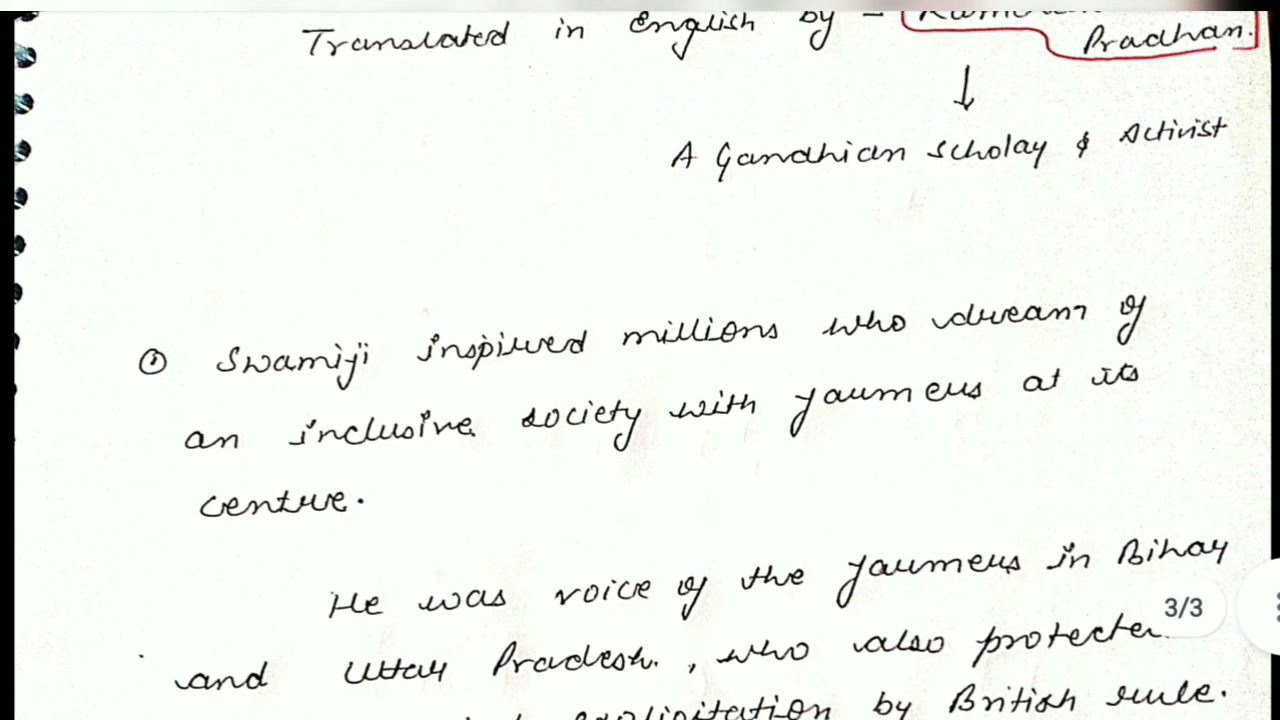 Translated in English by -
Pradhan.
↓
A Gandhian scholar & Activist
① Swamiji inspired millions who dream of
an inclusive society with farmers at its
centre.
He was voice of the farmers in Bihar
3/3
and Uttar Pradesh, who also protected
by British rule.